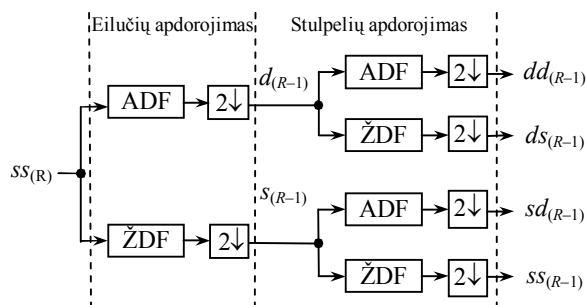 Eilučių apdorojimas Stulpelių apdorojimas
ADF 2↓ dd(R–1)
ADF 2↓ d(R–1)
ŽDF 2↓ ds(R–1)
ss(R)
ADF 2↓ sd(R–1)
ŽDF 2↓ s(R–1)
ŽDF 2↓ ss(R–1)